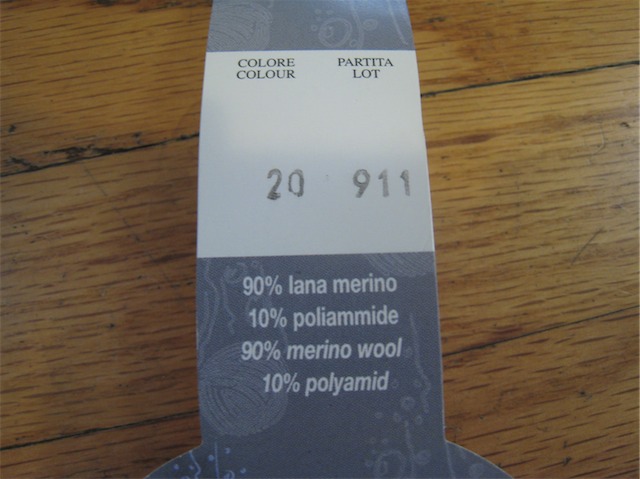 COLORE PARTITA
COLOUR LOT
20 911
90% lana merino
10% poliammide
90% merino wool
10% polyamid